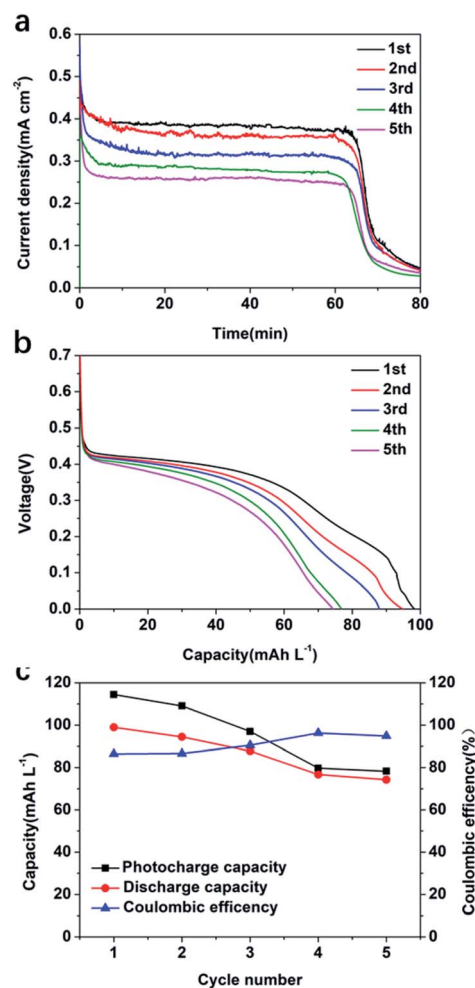 a
0.6
0.5
0.4
0.3
0.2
0.1
0.0
Current density(mA cm-2)
1st
2nd
3rd
4th
5th
0 20 40 60 80
Time(min)
b
0.7
0.6
0.5
0.4
0.3
0.2
0.1
0.0
Voltage(V)
1st
2nd
3rd
4th
5th
0 20 40 60 80 100
Capacity(mAh L-1)
c
120
100
80
60
40
20
0
Capacity(mAh L-1)
Photocharge capacity
Discharge capacity
Coulombic efficency
120
100
80
60
40
20
0
Coulombic efficency(%)
1 2 3 4 5
Cycle number